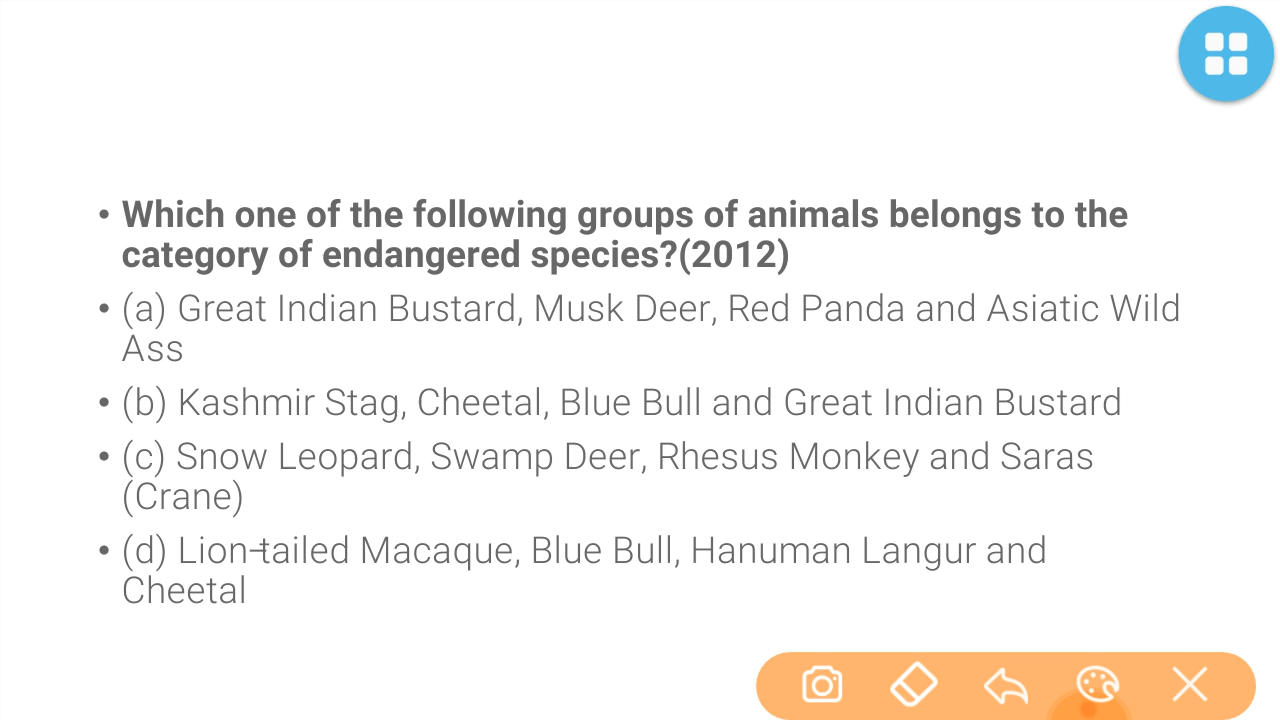 • Which one of the following groups of animals belongs to the
category of endangered species?(2012)
• (a) Great Indian Bustard, Musk Deer, Red Panda and Asiatic Wild
Ass
• (b) Kashmir Stag, Cheetal, Blue Bull and Great Indian Bustard
• (c) Snow Leopard, Swamp Deer, Rhesus Monkey and Saras
(Crane)
• (d) Lion-tailed Macaque, Blue Bull, Hanuman Langur and
Cheetal